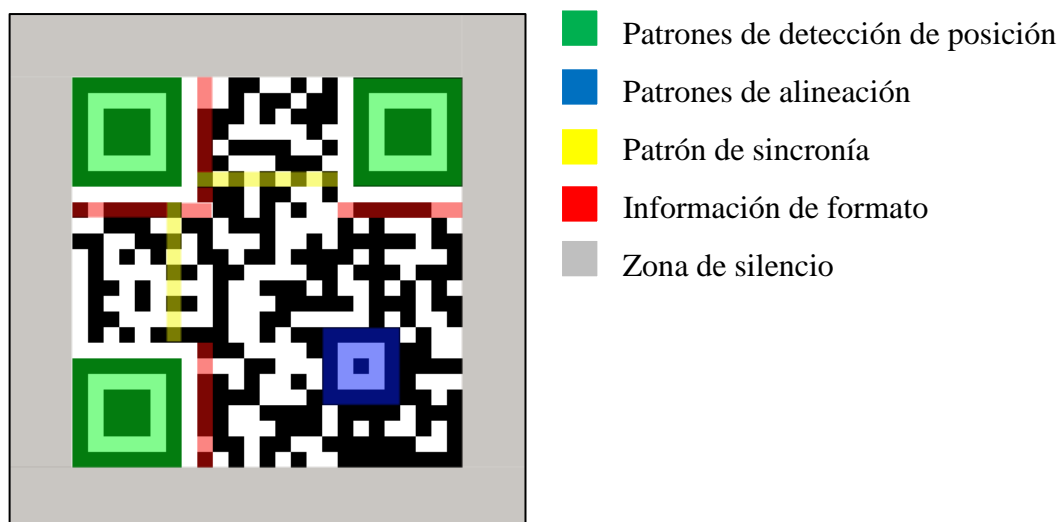 Patrones de detección de posición
Patrones de alineación
Patrón de sincronía
Información de formato
Zona de silencio